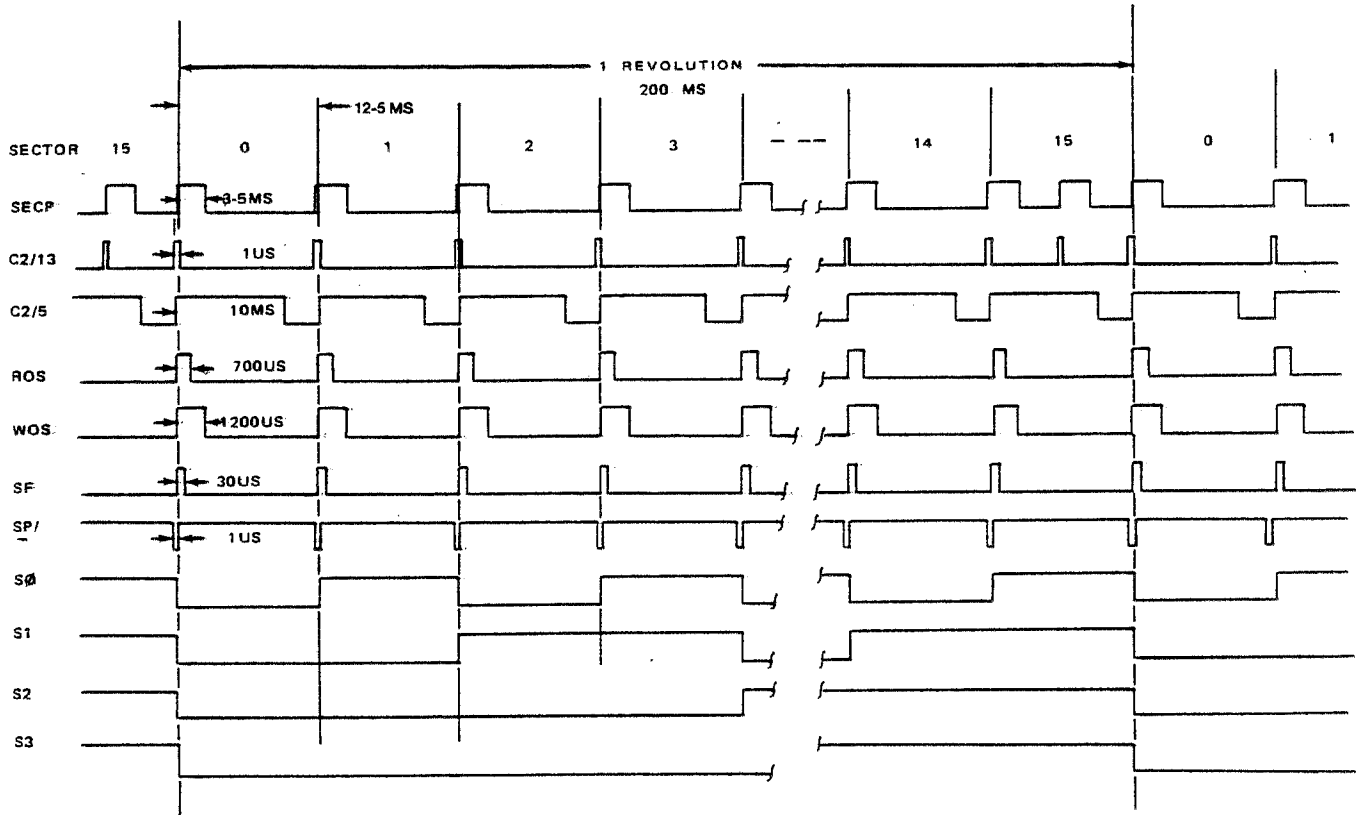 1 REVOLUTION
200 MS
12-5 MS
SECTOR 15 0 1 2 3 - -- 14 15 0 1
SECP 3-5MS
C2/13 1US
C2/5 10MS
ROS 700US
WOS 1200US
SF 30US
SP/ 1US
SØ
S1
S2
S3